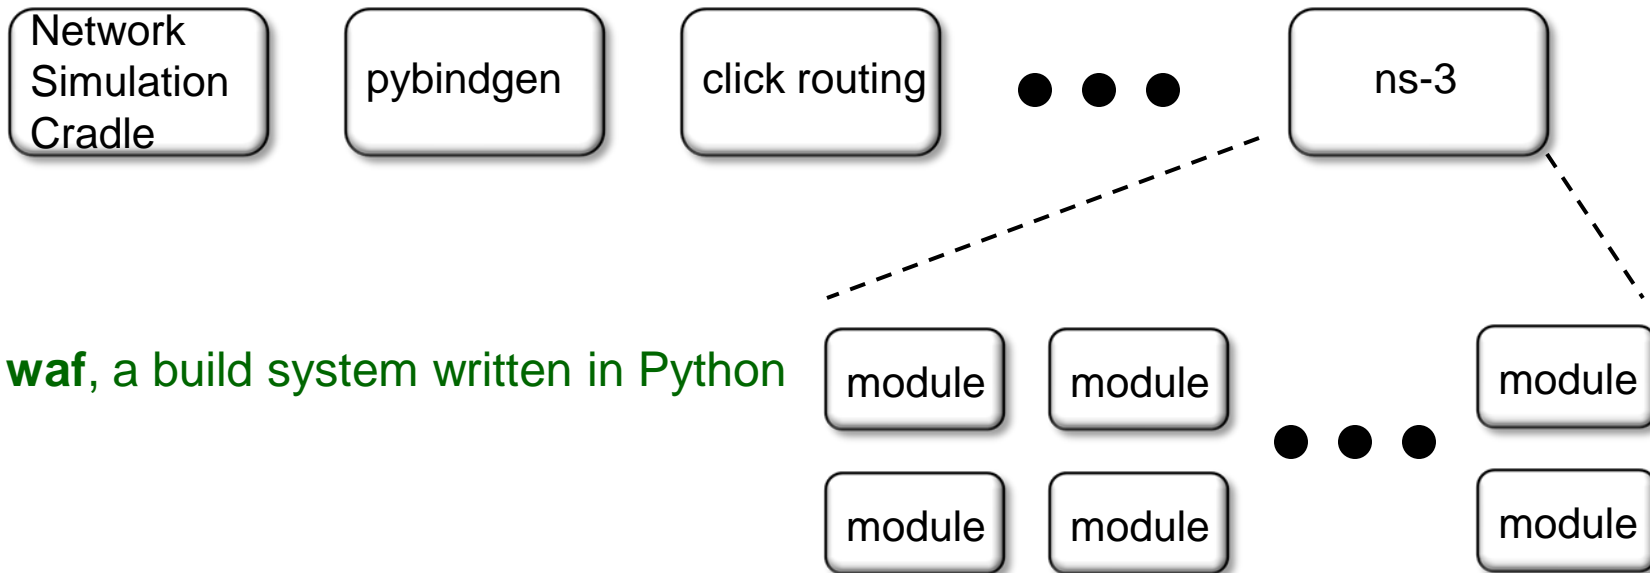 Network
Simulation
Cradle
pybindgen
click routing
ns-3
waf, a build system written in Python
module
module
module
module
module
module